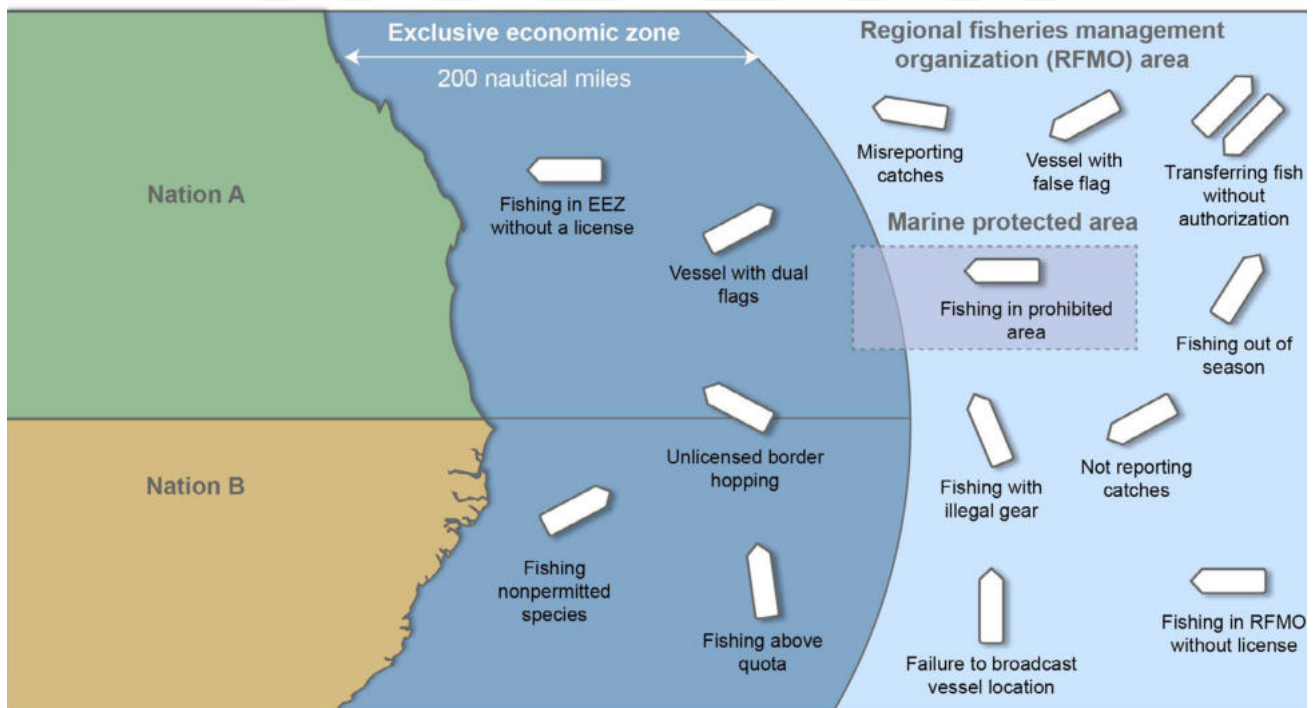 Exclusive economic zone
200 nautical miles
Regional fisheries management
organization (RFMO) area
Misreporting
catches
Vessel with
false flag
Transferring fish
without
authorization
Nation A
Fishing in EEZ
without a license
Vessel with dual
flags
Marine protected area
Fishing in prohibited
area
Fishing out of
season
Nation B
Unlicensed border
hopping
Fishing with
illegal gear
Not reporting
catches
Fishing
nonpermitted
species
Fishing above
quota
Failure to broadcast
vessel location
Fishing in RFMO
without license